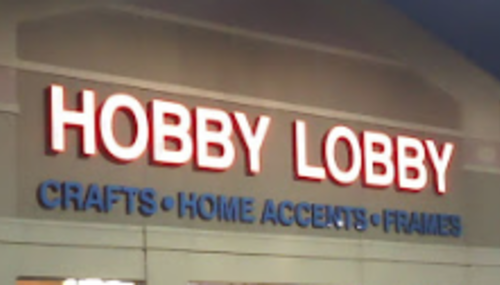 HOBBY LOBBY
CRAFTS • HOME ACCENTS • FRAMES